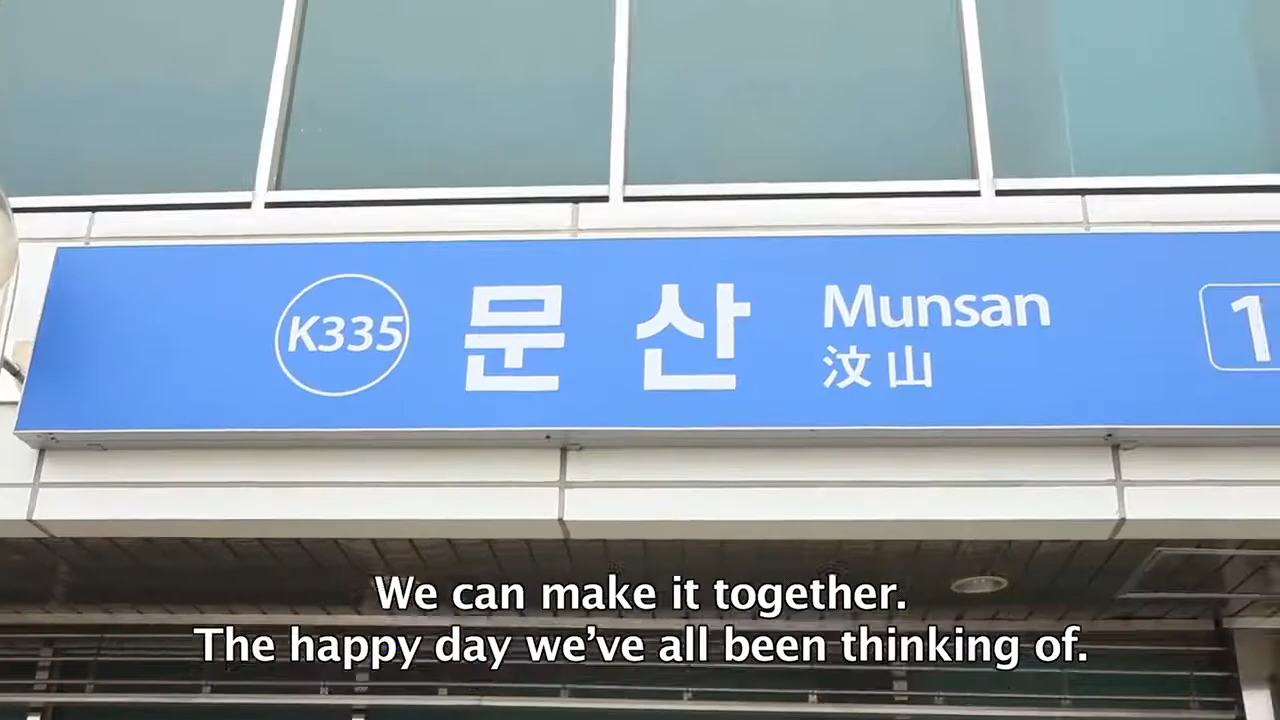 K335 문산 Munsan 1
汶山
We can make it together.
The happy day we’ve all been thinking of.